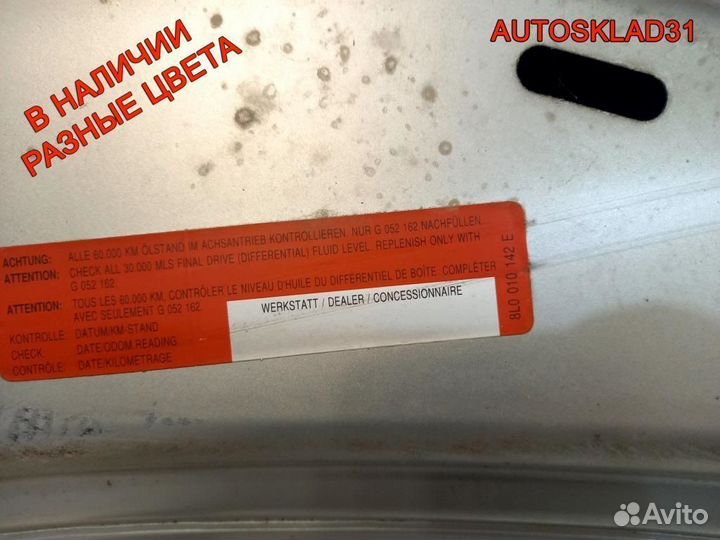 В НАЛИЧИИ
РАЗНЫЕ ЦВЕТА
AUTOSKLAD31
ACHTUNG: ALLE 60.000 KM ÖLSTAND IM ACHSANTRIEB KONTROLLIEREN. NUR G 052 162 NACHFÜLLEN.
ATTENTION: CHECK ALL 30.000 MLS FINAL DRIVE (DIFFERENTIAL) FLUID LEVEL. REPLENISH ONLY WITH
G 052 162.
ATTENTION: TOUS LES 60.000 KM, CONTRÔLER LE NIVEAU D'HUILE DU DIFFERENTIEL DE BOÎTE. COMPLÉTER
AVEC SEULEMENT G 052 162.
KONTROLLE: DATUM/KM-STAND
CHECK: DATE/ODOM.READING
CONTRÔLE: DATE/KILOMETRAGE
WERKSTATT / DEALER / CONCESSIONNAIRE
8L0 010 142 E
Avito